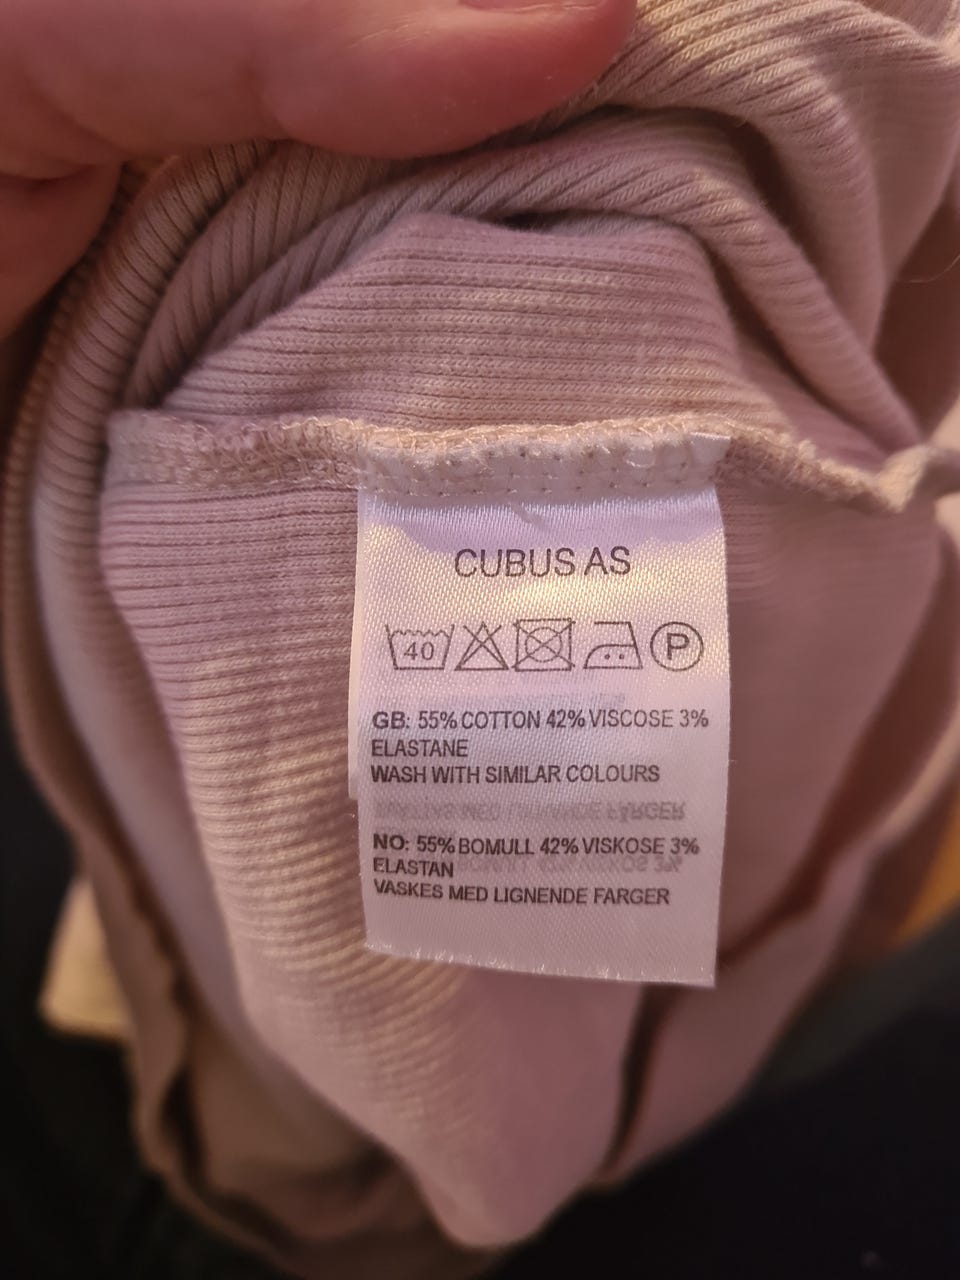 CUBUS AS
40 P
GB: 55% COTTON 42% VISCOSE 3%
ELASTANE
WASH WITH SIMILAR COLOURS
NO: 55% BOMULL 42% VISKOSE 3%
ELASTAN
VASKES MED LIGNENDE FARGER